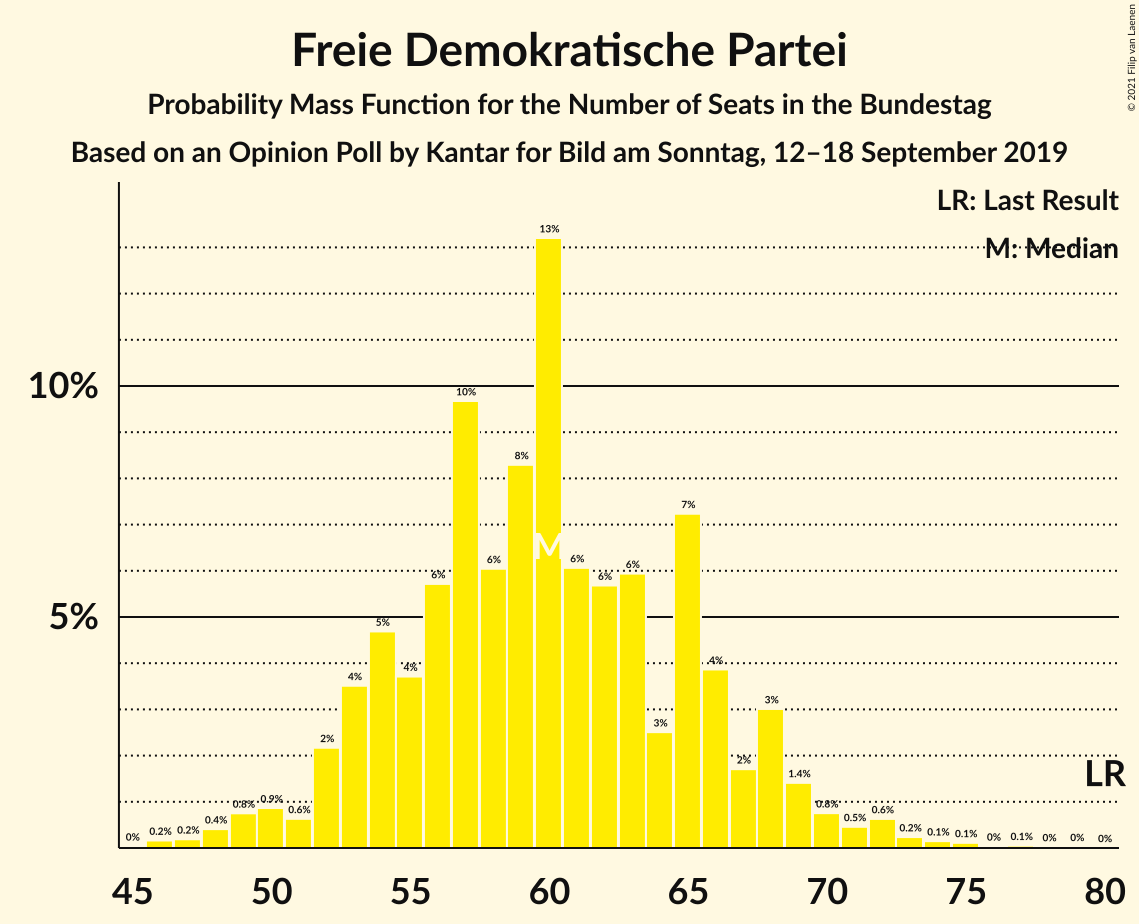 Freie Demokratische Partei
Probability Mass Function for the Number of Seats in the Bundestag
Based on an Opinion Poll by Kantar for Bild am Sonntag, 12–18 September 2019
© 2021 Filip van Laenen
LR: Last Result
M: Median
10%
5%
0% 0.2% 0.2% 0.4% 0.8% 0.9% 0.6% 2% 4% 5% 4% 6% 10% 6% 8% 13% 6% 6% 6% 3% 7% 4% 2% 3% 1.4% 0.8% 0.5% 0.6% 0.2% 0.1% 0.1% 0% 0.1% 0% 0% 0%
M
LR
45 50 55 60 65 70 75 80